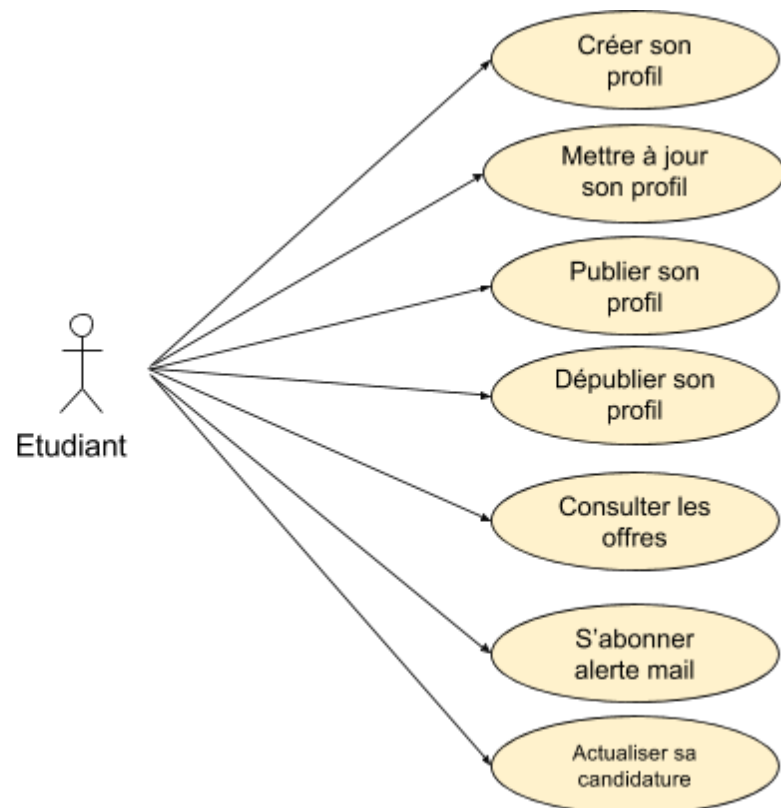 Créer son
profil
Mettre à jour
son profil
Publier son
profil
Dépublier son
profil
Etudiant
Consulter les
offres
S'abonner
alerte mail
Actualiser sa
candidature